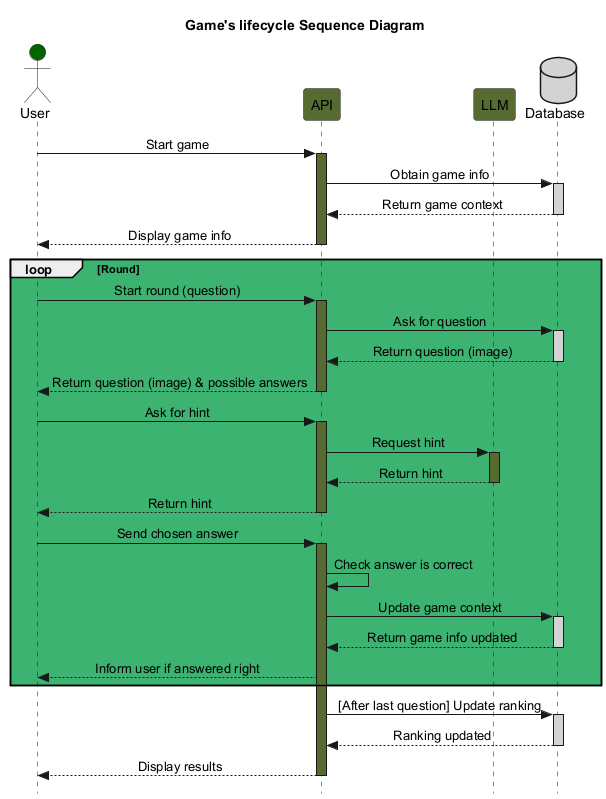 Game's lifecycle Sequence Diagram
User
API
LLM
Database
Start game
Obtain game info
Return game context
Display game info
loop
[Round]
Start round (question)
Ask for question
Return question (image)
Return question (image) & possible answers
Ask for hint
Request hint
Return hint
Return hint
Send chosen answer
Check answer is correct
Update game context
Return game info updated
Inform user if answered right
[After last question] Update ranking
Ranking updated
Display results